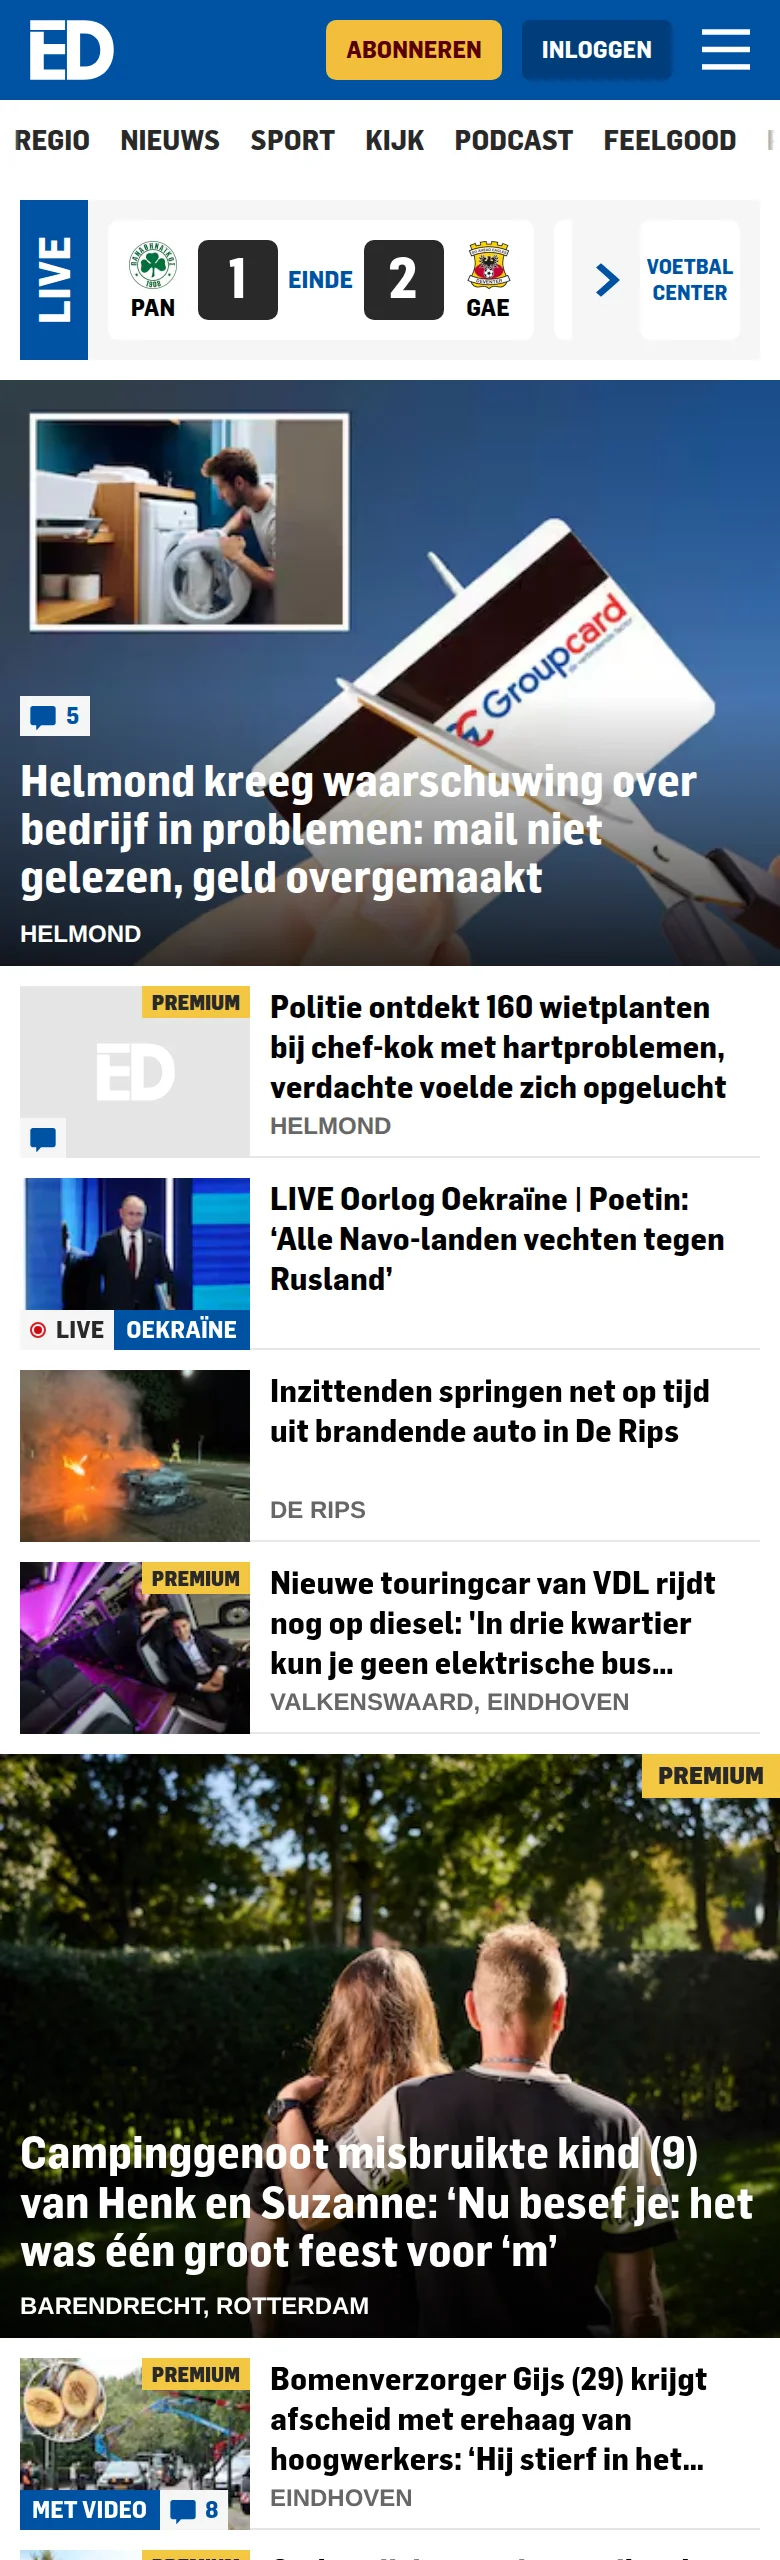 ED
ABONNEREN
INLOGGEN
REGIO NIEUWS SPORT KIJK PODCAST FEELGOOD
LIVE
PAN
1
EINDE
2
GAE
VOETBAL
CENTER
Groupcard
5
Helmond kreeg waarschuwing over
bedrijf in problemen: mail niet
gelezen, geld overgemaakt
HELMOND
PREMIUM
ED
Politie ontdekt 160 wietplanten
bij chef-kok met hartproblemen,
verdachte voelde zich opgelucht
HELMOND
LIVE OEKRAÏNE
LIVE Oorlog Oekraïne | Poetin:
‘Alle Navo-landen vechten tegen
Rusland’
Inzittenden springen net op tijd
uit brandende auto in De Rips
DE RIPS
PREMIUM
Nieuwe touringcar van VDL rijdt
nog op diesel: 'In drie kwartier
kun je geen elektrische bus...
VALKENSWAARD, EINDHOVEN
PREMIUM
Campinggenoot misbruikte kind (9)
van Henk en Suzanne: ‘Nu besef je: het
was één groot feest voor ‘m’
BARENDRECHT, ROTTERDAM
PREMIUM
MET VIDEO
8
Bomenverzorger Gijs (29) krijgt
afscheid met erehaag van
hoogwerkers: ‘Hij stierf in het...
EINDHOVEN